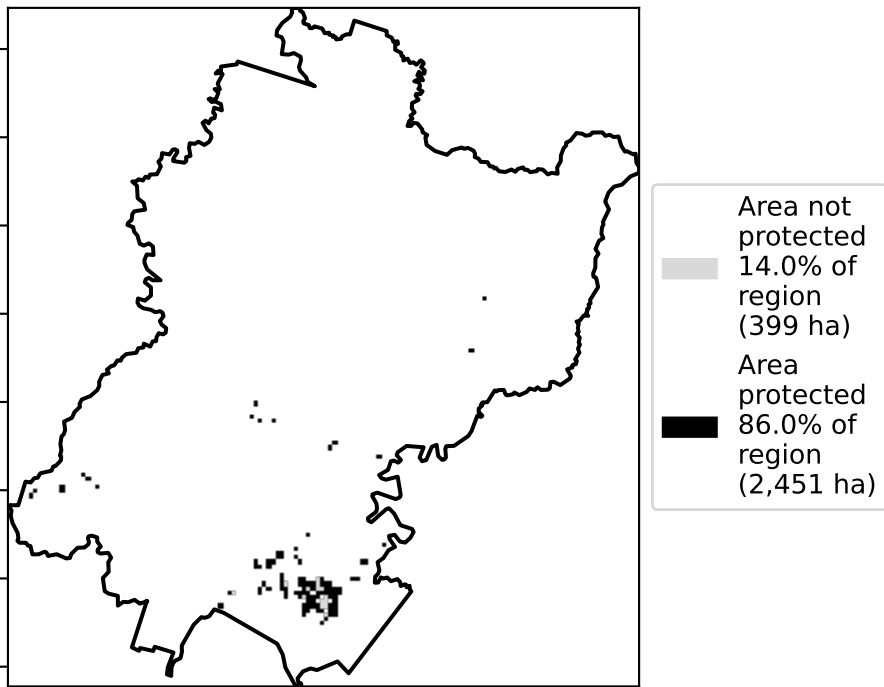 Area not
protected
14.0% of
region
(399 ha)
Area
protected
86.0% of
region
(2,451 ha)